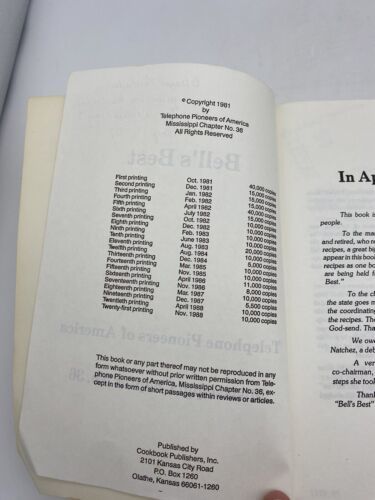 © Copyright 1981
by
Telephone Pioneers of America
Mississippi Chapter No. 36
All Rights Reserved
First printing Oct. 1981 40,000 copies
Second printing Dec. 1981 15,000 copies
Third printing Jan. 1982 15,000 copies
Fourth printing Feb. 1982 15,000 copies
Fifth printing April 1982 15,000 copies
Sixth printing July 1982 40,000 copies
Seventh printing Oct. 1982 15,000 copies
Eighth printing Dec. 1982 10,000 copies
Ninth printing Feb. 1983 10,000 copies
Tenth printing June 1983 10,000 copies
Eleventh printing Aug. 1983 20,000 copies
Twelfth printing Aug. 1984 10,000 copies
Thirteenth printing Dec. 1984 5,000 copies
Fourteenth printing Mar. 1985 10,000 copies
Fifteenth printing Nov. 1985 10,000 copies
Sixteenth printing April 1986 11,000 copies
Seventeenth printing Nov. 1986 8,000 copies
Eighteenth printing Mar. 1987 10,000 copies
Nineteenth printing Dec. 1987 5,500 copies
Twentieth printing April 1988 10,000 copies
Twenty-first printing Nov. 1988 10,000 copies
This book or any part thereof may not be reproduced in any
form whatsoever without prior written permission from Tele-
phone Pioneers of America, Mississippi Chapter No. 36, ex-
cept in the form of short passages within reviews or articles.
Published by
Cookbook Publishers, Inc.
2101 Kansas City Road
P.O. Box 1260
Olathe, Kansas 66061-1260
In Ap
This book is
people.
To the ma
and retired, who
recipes, a great big
appear in this book
recipes as one bo
are being held f
Best."
To the c
the state goes m
the coordinating
the recipes. Th
God-send. Tha
We owe
Natchez, a deb
A ver
co-chairman,
steps she took
Thank
"Bell's Best"